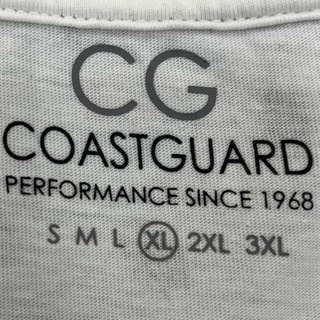 CG
COASTGUARD
PERFORMANCE SINCE 1968
S M L XL 2XL 3XL